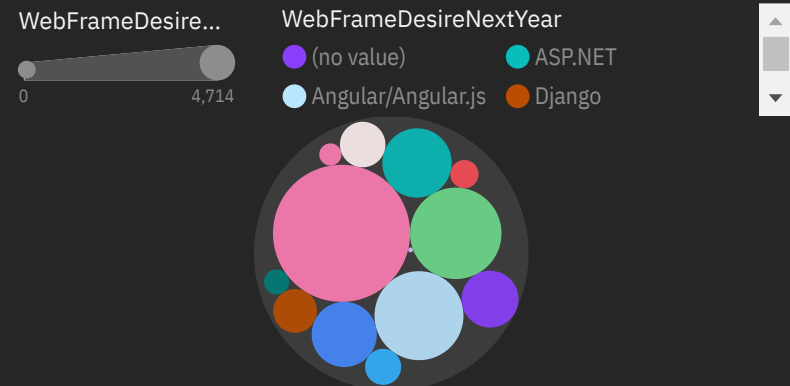 WebFrameDesire...
0
4,714
WebFrameDesireNextYear
(no value)
ASP.NET
Angular/Angular.js
Django